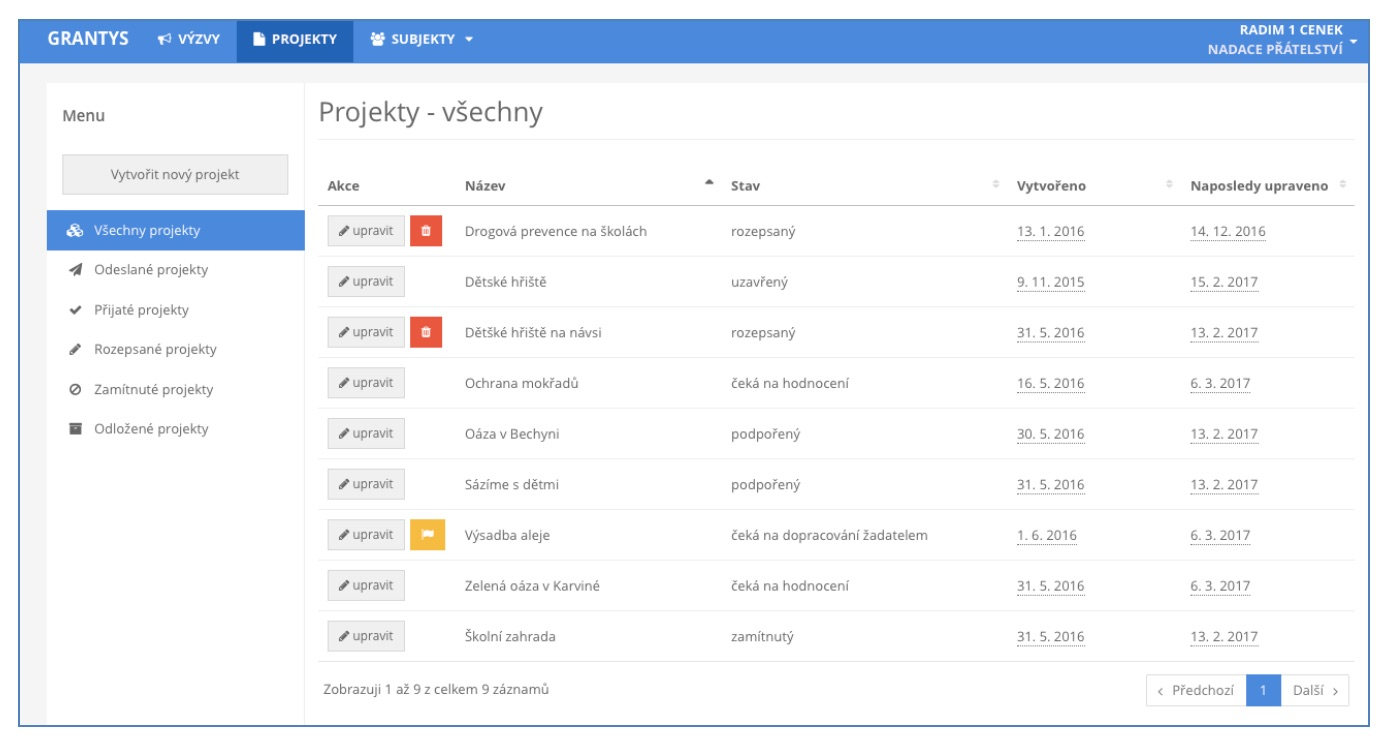 GRANTYS VÝZVY PROJEKTY SUBJEKTY
RADIM 1 CENEK
NADACE PŘÁTELSTVÍ
Menu
Vytvořit nový projekt
Všechny projekty
Odeslané projekty
Přijaté projekty
Rozepsané projekty
Zamítnuté projekty
Odložené projekty
Projekty - všechny
Akce Název Stav Vytvořeno Naposledy upraveno
upravit Drogová prevence na školách rozepsaný 13. 1. 2016 14. 12. 2016
upravit Dětské hřiště uzavřený 9. 11. 2015 15. 2. 2017
upravit Dětšké hřiště na návsi rozepsaný 31. 5. 2016 13. 2. 2017
upravit Ochrana mokřadů čeká na hodnocení 16. 5. 2016 6. 3. 2017
upravit Oáza v Bechyni podpořený 30. 5. 2016 13. 2. 2017
upravit Sázíme s dětmi podpořený 31. 5. 2016 13. 2. 2017
upravit Výsadba aleje čeká na dopracování žadatelem 1. 6. 2016 6. 3. 2017
upravit Zelená oáza v Karviné čeká na hodnocení 31. 5. 2016 6. 3. 2017
upravit Školní zahrada zamítnutý 31. 5. 2016 13. 2. 2017
Zobrazuji 1 až 9 z celkem 9 záznamů
‹ Předchozí 1 Další ›